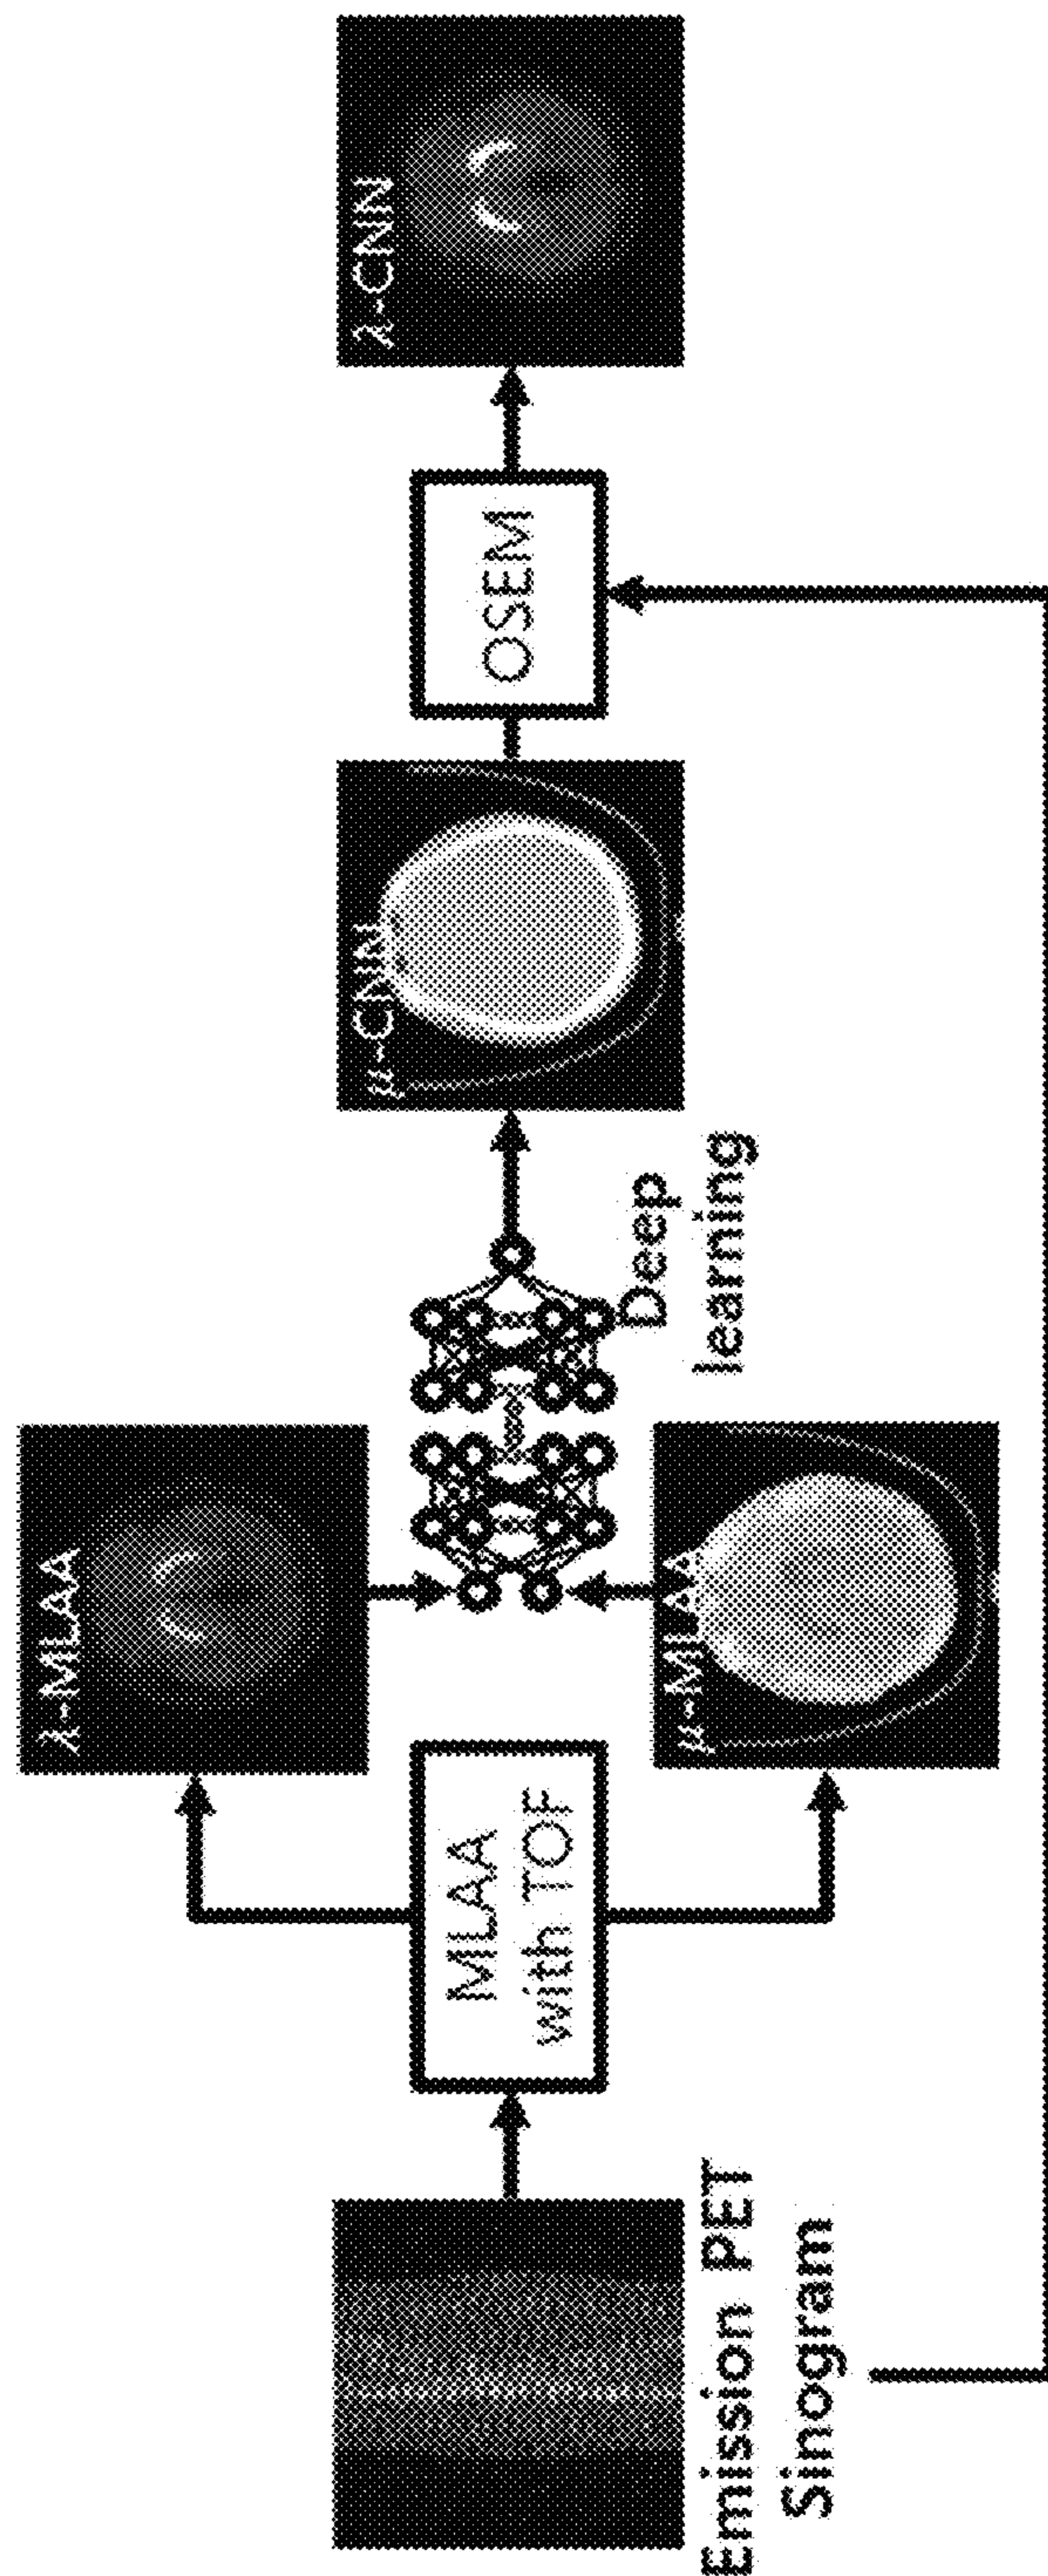 Emission PET
Sinogram
MLAA
with TOF
λ-MLAA
μ-MLAA
Deep
learning
μ-CNN
OSEM
λ-CNN